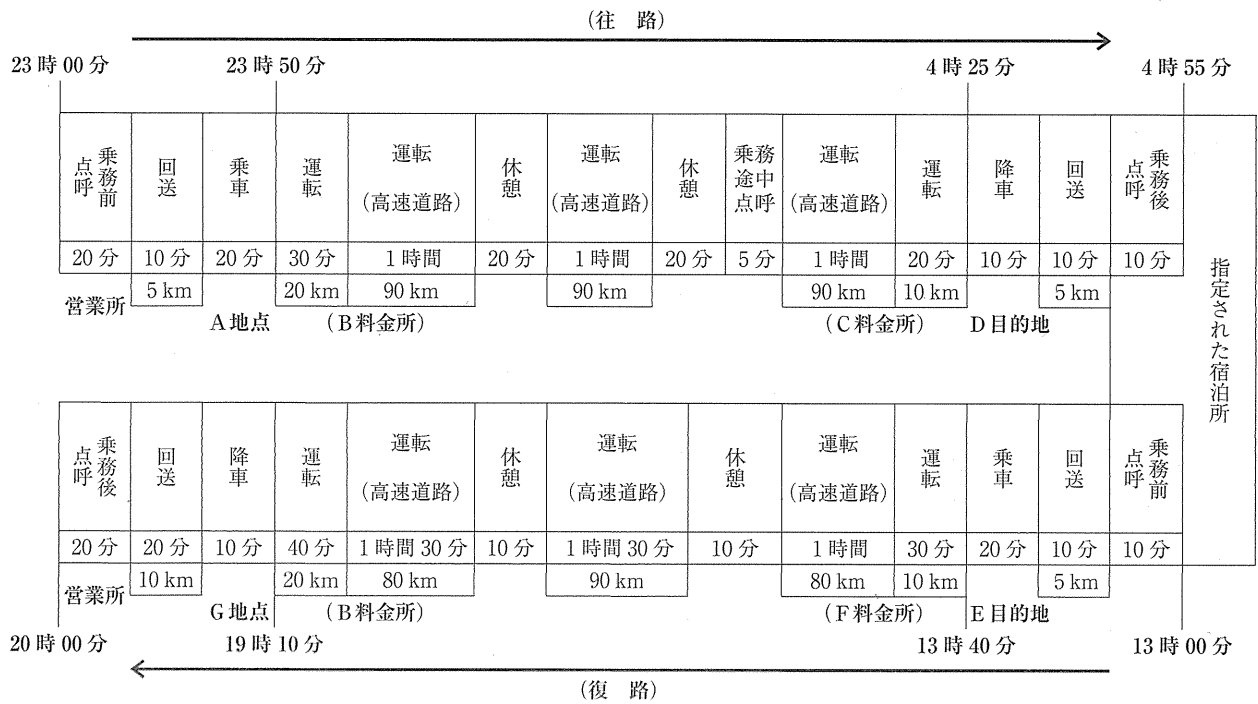 （往　路）
23時00分　23時50分　4時25分　4時55分
乗務前点呼　回送　乗車　運転　運転（高速道路）　休憩　運転（高速道路）　休憩　乗務途中点呼　運転（高速道路）　運転　降車　回送　乗務後点呼
20分　10分　20分　30分　1時間　20分　1時間　20分　5分　1時間　20分　10分　10分　10分
5 km　20 km　90 km　90 km　90 km　10 km　5 km
営業所　A地点　（B料金所）　（C料金所）　D目的地
指定された宿泊所
乗務後点呼　回送　降車　運転　運転（高速道路）　休憩　運転（高速道路）　休憩　運転（高速道路）　運転　乗車　回送　乗務前点呼
20分　20分　10分　40分　1時間30分　10分　1時間30分　10分　1時間　30分　20分　10分　10分
10 km　20 km　80 km　90 km　80 km　10 km　5 km
営業所　G地点　（B料金所）　（F料金所）　E目的地
20時00分　19時10分　13時40分　13時00分
（復　路）